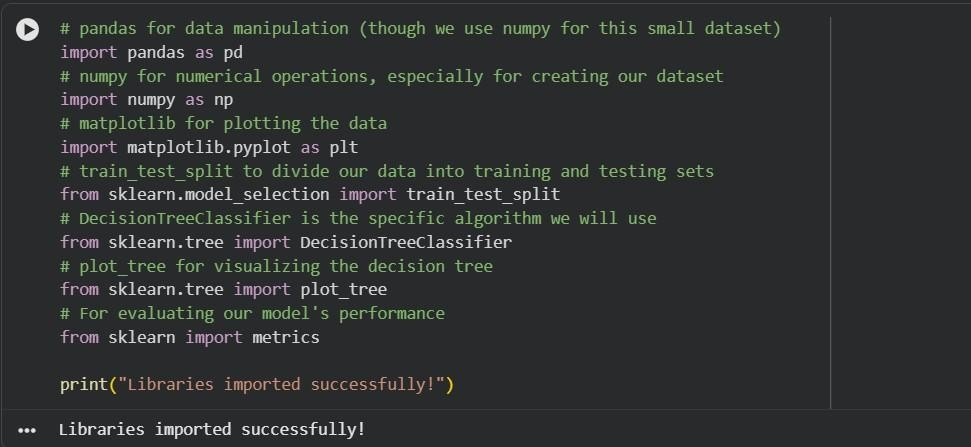 # pandas for data manipulation (though we use numpy for this small dataset)
import pandas as pd
# numpy for numerical operations, especially for creating our dataset
import numpy as np
# matplotlib for plotting the data
import matplotlib.pyplot as plt
# train_test_split to divide our data into training and testing sets
from sklearn.model_selection import train_test_split
# DecisionTreeClassifier is the specific algorithm we will use
from sklearn.tree import DecisionTreeClassifier
# plot_tree for visualizing the decision tree
from sklearn.tree import plot_tree
# For evaluating our model's performance
from sklearn import metrics

print("Libraries imported successfully!")
Libraries imported successfully!